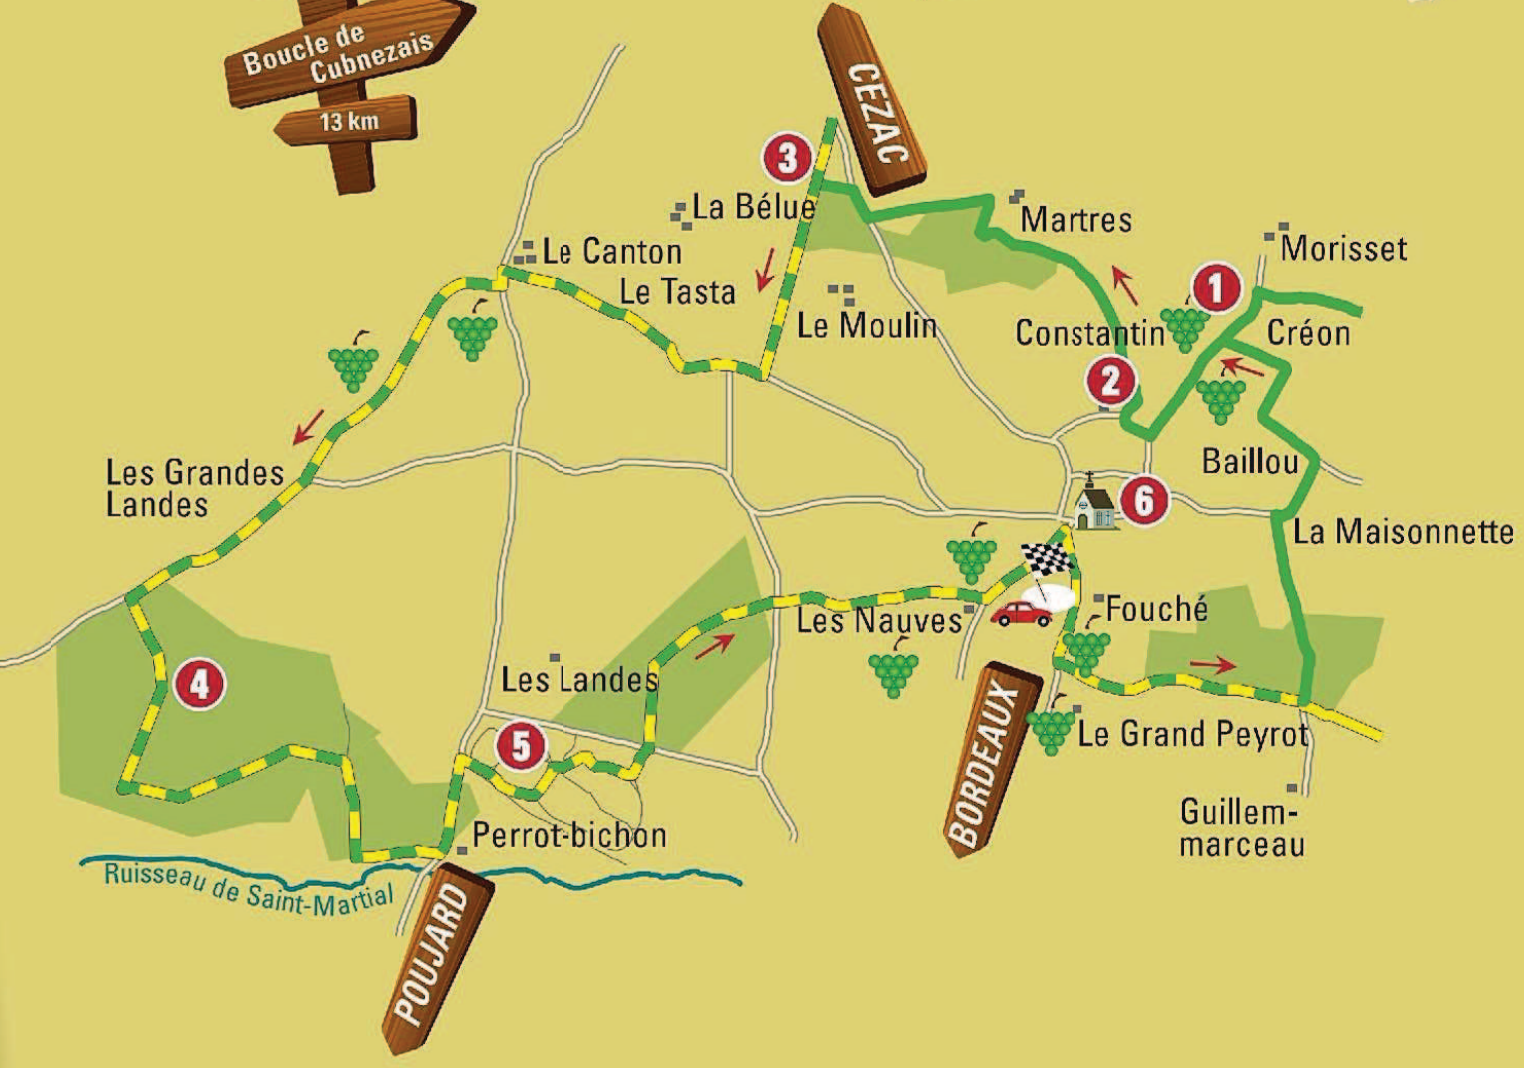 Boucle de
Cubnezais
13 km
CEZAC
3
La Bélue
Martres
Morisset
Le Canton
Le Tasta
1
Le Moulin
Constantin
Créon
2
Les Grandes
Landes
Baillou
6
La Maisonnette
Les Nauves
Fouché
4
Les Landes
5
BORDEAUX
Le Grand Peyrot
Guillem-
marceau
Perrot-bichon
Ruisseau de Saint-Martial
POUJARD